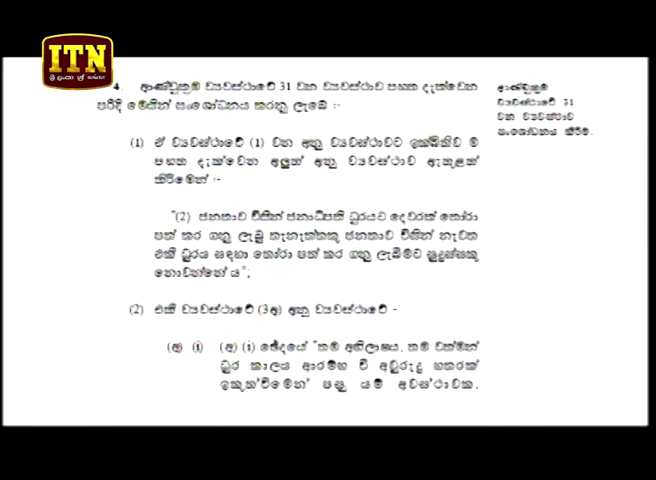 ITN
ශ්‍රී ලංකා
4. ආණ්ඩුක්‍රම ව්‍යවස්ථාවේ 31 වන ව්‍යවස්ථාව පහත දැක්වෙන
පරිදි මෙයින් සංශෝධනය කරනු ලැබේ :-
ආණ්ඩුක්‍රම
ව්‍යවස්ථාවේ 31
වන ව්‍යවස්ථාව
සංශෝධනය කිරීම.
(1) ඒ ව්‍යවස්ථාවේ (1) වන අනු ව්‍යවස්ථාවට ඉක්බිතිව ම
පහත දැක්වෙන අලුත් අනු ව්‍යවස්ථාව ඇතුළත්
කිරීමෙන් :-
"(2) ජනතාව විසින් ජනාධිපති ධුරයට දෙවරක් තෝරා
පත් කර ගනු ලැබූ තැනැත්තකු ජනතාව විසින් නැවත
එකී ධුරය සඳහා තෝරා පත් කර ගනු ලැබීමට සුදුස්සකු
නොවන්නේ ය";
(2) එකී ව්‍යවස්ථාවේ (3අ) අනු ව්‍යවස්ථාවේ -
(අ) (i) (අ) (i) ඡේදයේ "තම අභිලාෂය, තම වත්මන්
ධුර කාලය ආරම්භ වී අවුරුදු හතරක්
ඉකුත්වීමෙන් පසු යම් අවස්ථාවක,